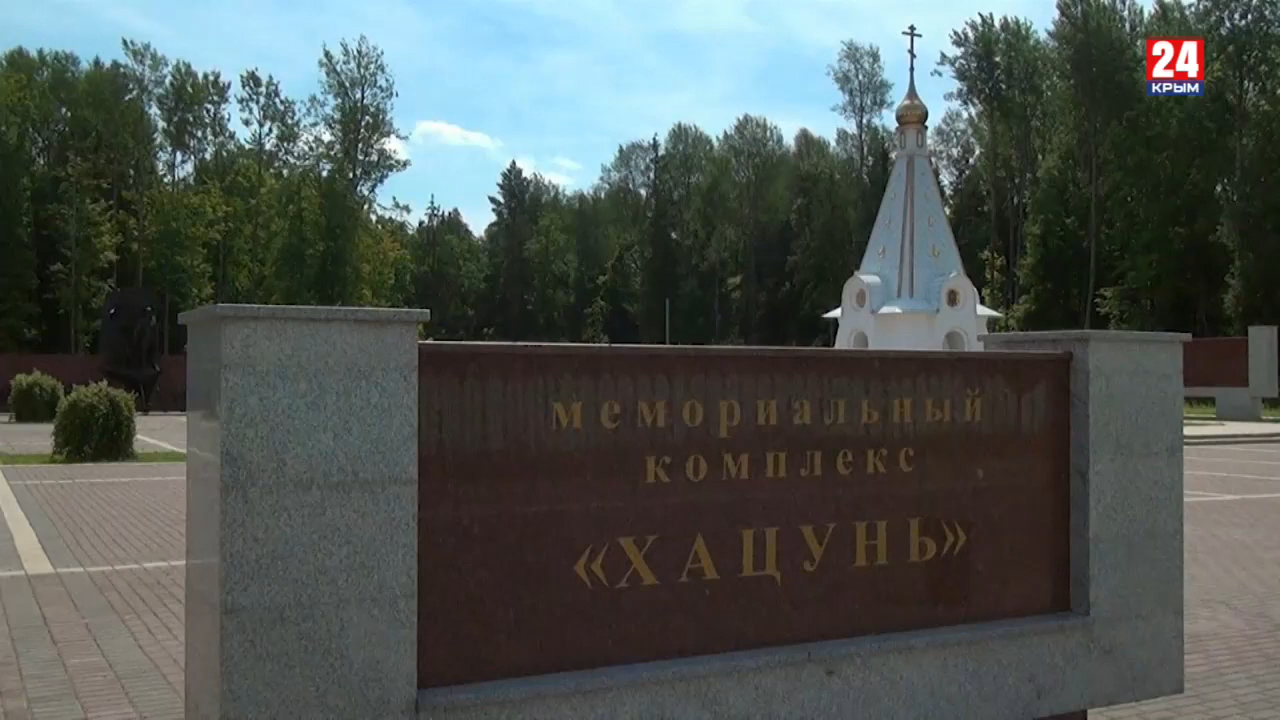 24
КРЫМ
мемориальный
комплекс
«ХАЦУНЬ»